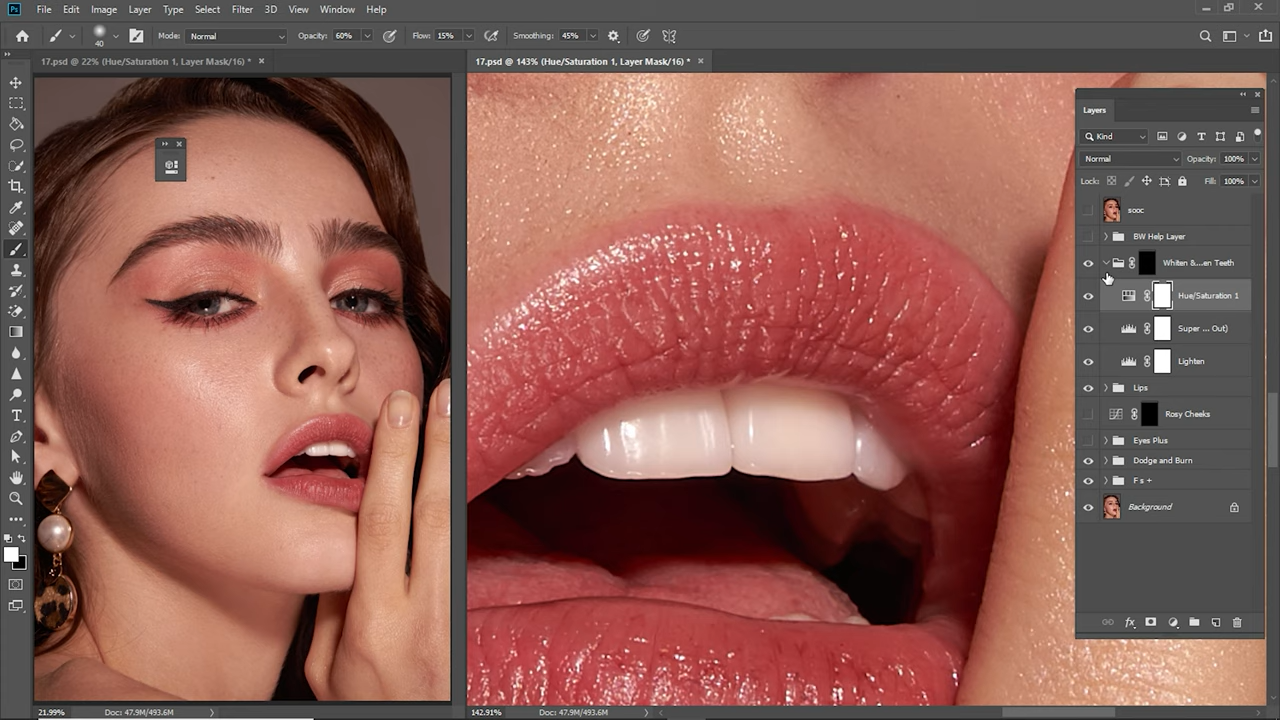 Ps File Edit Image Layer Type Select Filter 3D View Window Help
40 Mode: Normal Opacity: 60% Flow: 15% Smoothing: 45%
17.psd @ 22% (Hue/Saturation 1, Layer Mask/16) *
17.psd @ 143% (Hue/Saturation 1, Layer Mask/16) *
Layers
Kind
Normal Opacity: 100%
Lock: Fill: 100%
sooc
BW Help Layer
Whiten &...en Teeth
Hue/Saturation 1
Super ... Out)
Lighten
Lips
Rosy Cheeks
Eyes Plus
Dodge and Burn
F s +
Background
21.99% Doc: 47.9M/493.6M
142.91% Doc: 47.9M/493.6M